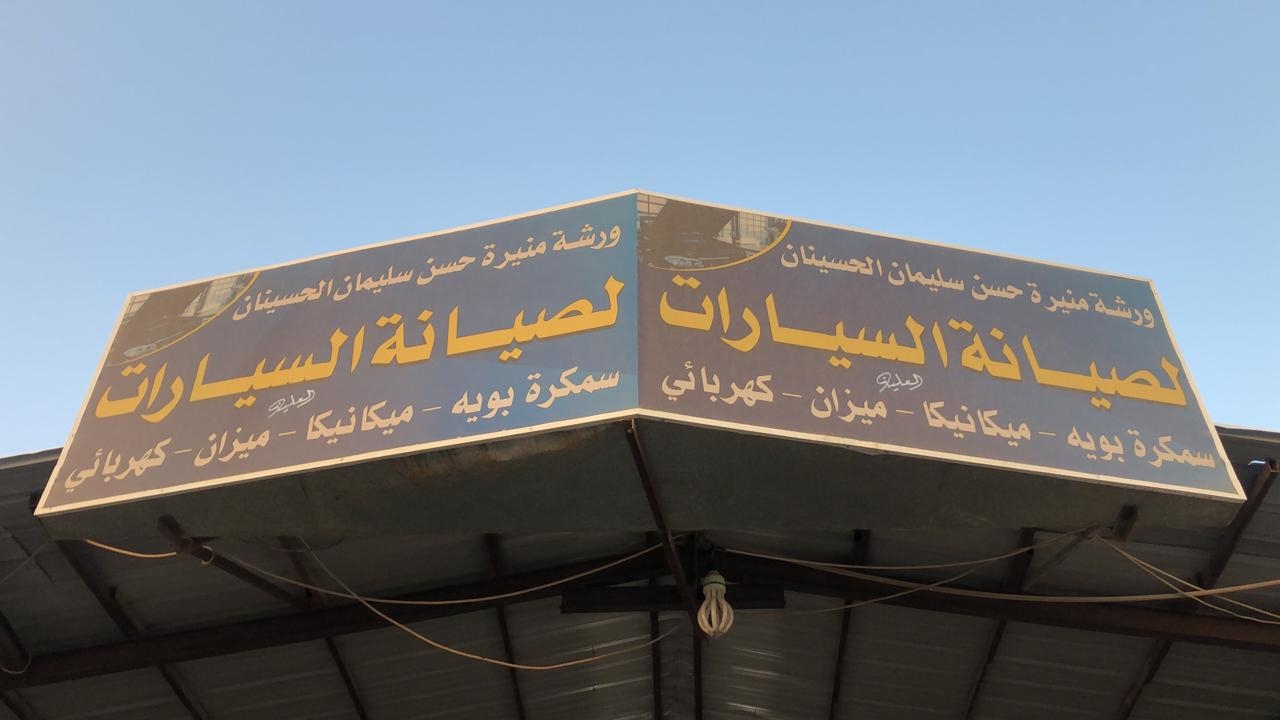 ورشة منيرة حسن سليمان الحسينان
لصيانة السيارات
سمكرة بويه - ميكانيكا - ميزان - كهربائي
ورشة منيرة حسن سليمان الحسينان
لصيانة السيارات
سمكرة بويه - ميكانيكا - ميزان - كهربائي